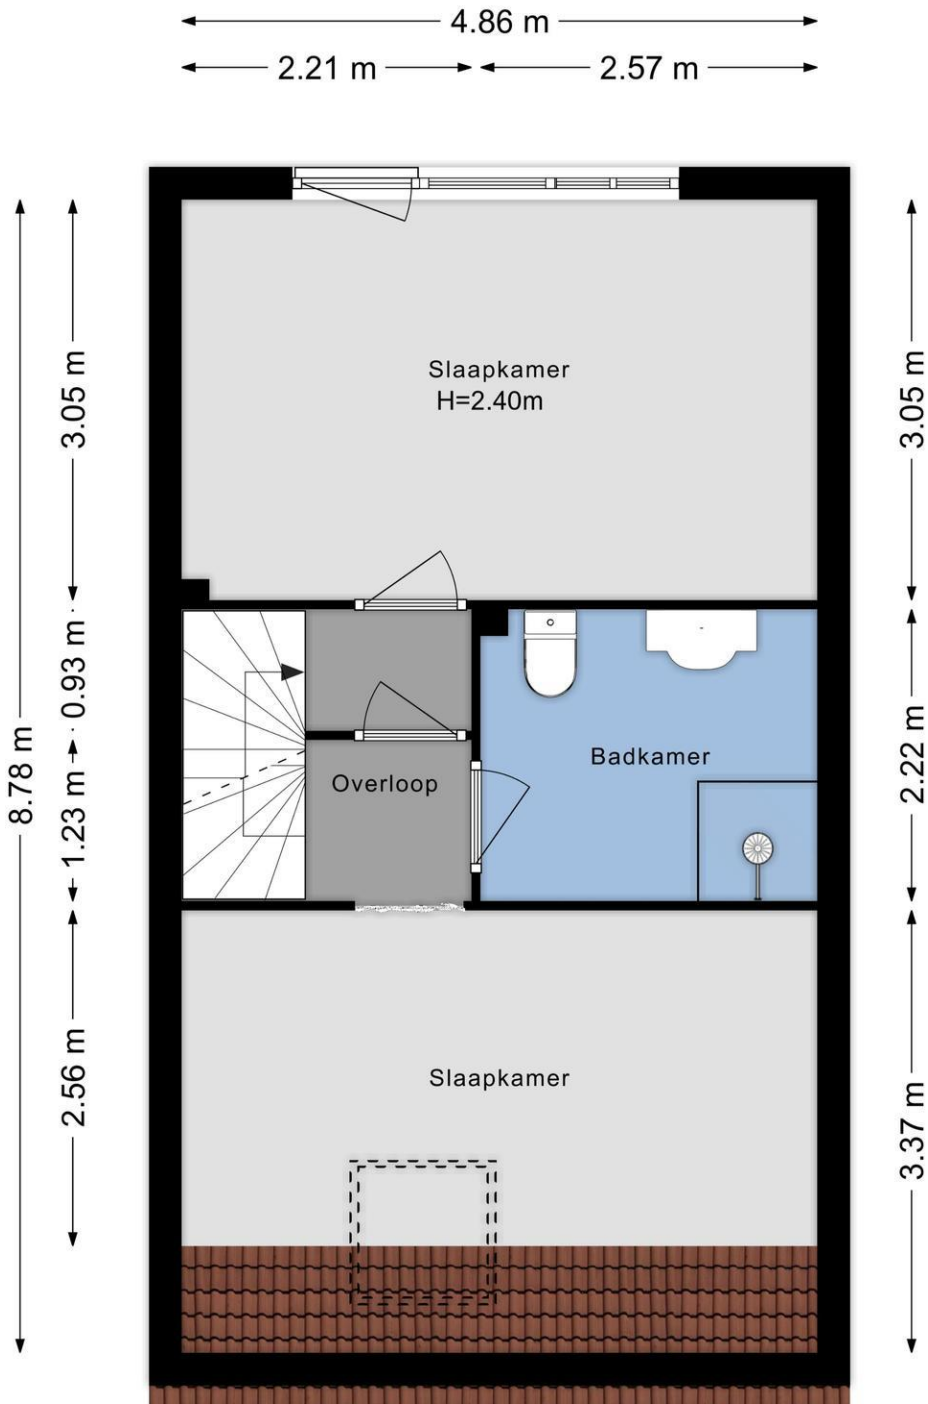 4.86 m
2.21 m
2.57 m
8.78 m
3.05 m
0.93 m
1.23 m
2.56 m
Slaapkamer
H=2.40m
Overloop
Badkamer
Slaapkamer
3.05 m
2.22 m
3.37 m